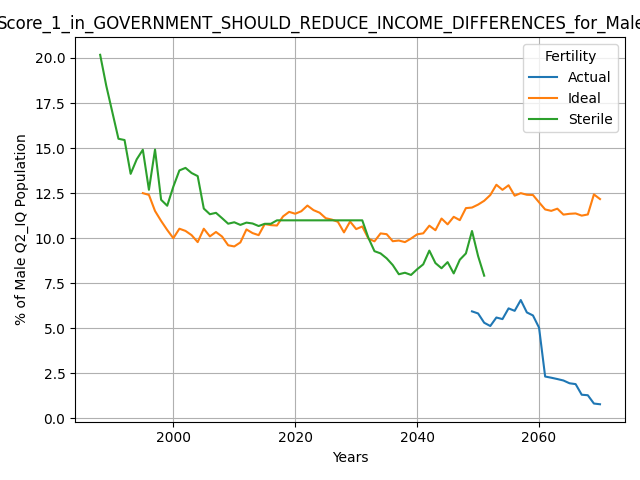 Score_1_in_GOVERNMENT_SHOULD_REDUCE_INCOME_DIFFERENCES_for_Male
Fertility
Actual
Ideal
Sterile
% of Male Q2_IQ Population
20.0
17.5
15.0
12.5
10.0
7.5
5.0
2.5
0.0
2000
2020
2040
2060
Years